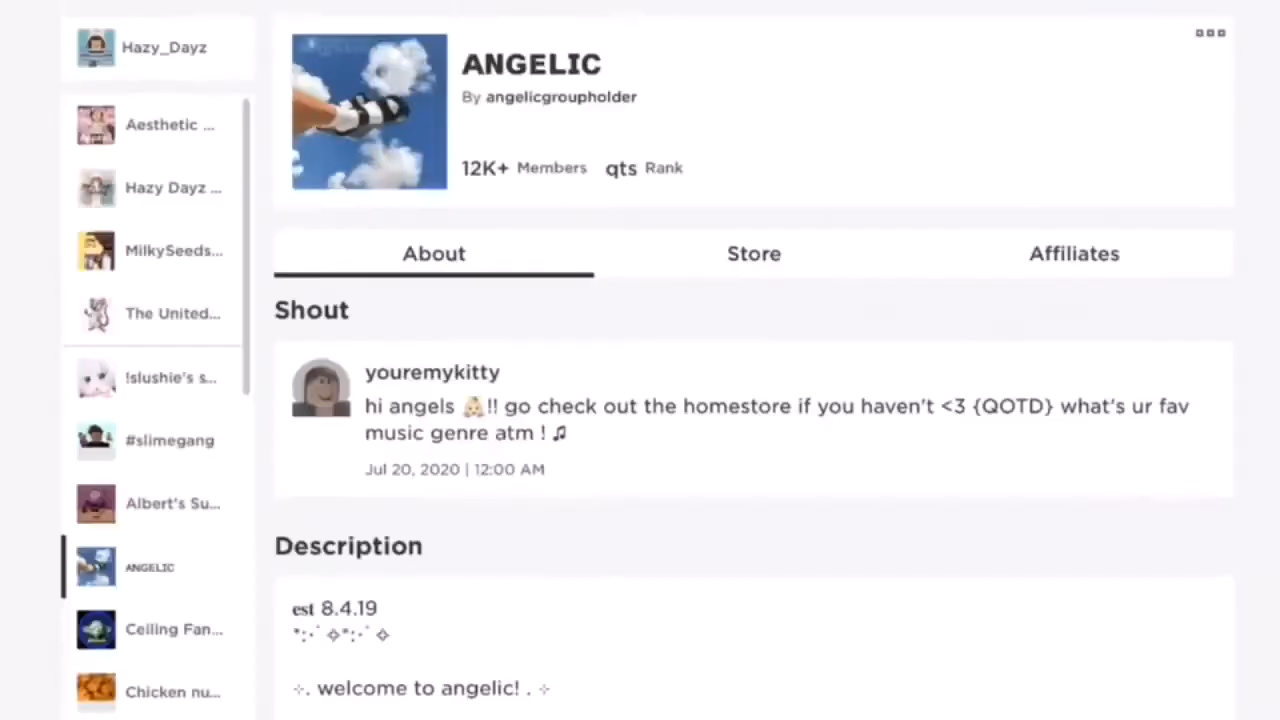 Hazy_Dayz
Aesthetic ...
Hazy Dayz ...
MilkySeeds...
The United...
!slushie's s...
#slimegang
Albert's Su...
ANGELIC
Ceiling Fan...
Chicken nu...
ANGELIC
By angelicgroupholder
12K+ Members qts Rank
About Store Affiliates
Shout
youremykitty
hi angels 👼🏼!! go check out the homestore if you haven't <3 {QOTD} what's ur fav
music genre atm ! ♫
Jul 20, 2020 | 12:00 AM
Description
𝐞𝐬𝐭 8.4.19
*:･ﾟ✧*:･ﾟ✧
⊹. welcome to angelic! . ⊹